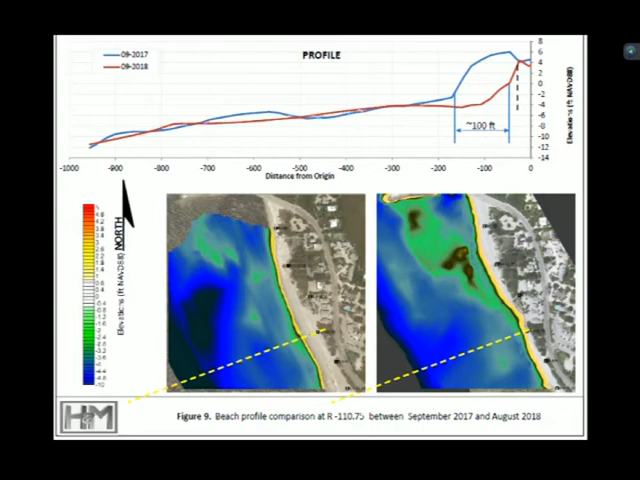 PROFILE
09-2017
09-2018
8
6
4
2
0
-2
-4
-6
-8
-10
-12
-14
Elevations (ft NAVD88)
~100 ft
-1000 -900 -800 -700 -600 -500 -400 -300 -200 -100 0
Distance from Origin
NORTH
Elevations (ft NAVD88)
H&M
Figure 9. Beach profile comparison at R -110.75 between September 2017 and August 2018